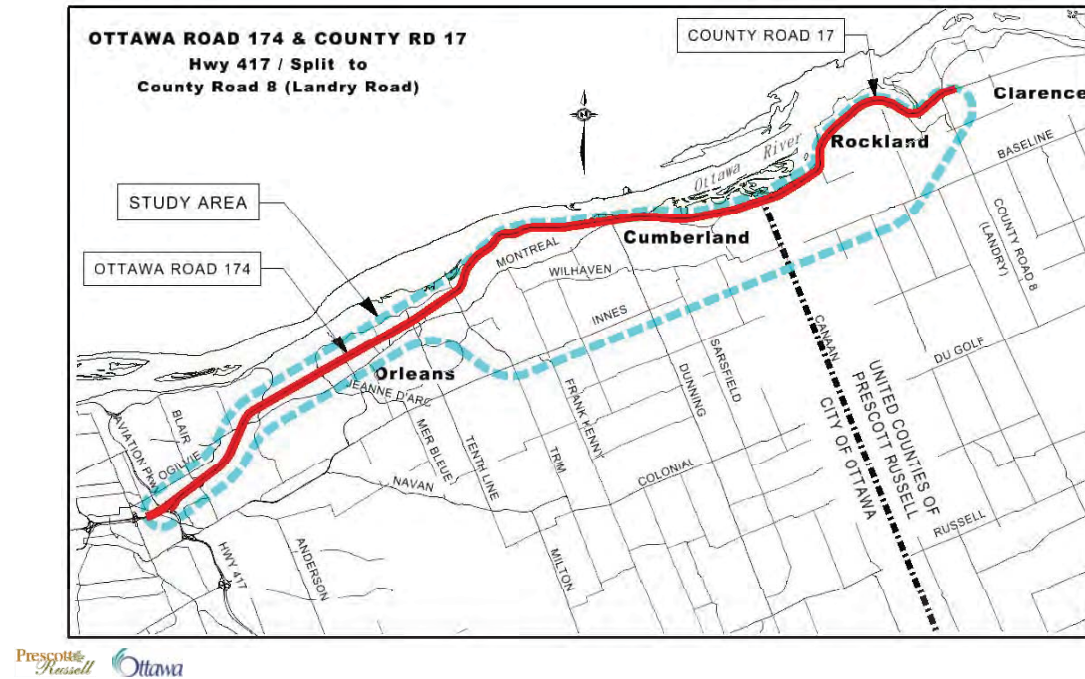 OTTAWA ROAD 174 & COUNTY RD 17
Hwy 417 / Split to
County Road 8 (Landry Road)
COUNTY ROAD 17
Clarence
Rockland
BASELINE
Ottawa River
STUDY AREA
COUNTY ROAD 8
(LANDRY)
Cumberland
MONTREAL
OTTAWA ROAD 174
WILHAVEN
INNES
CANAAN
SARSFIELD
DU GOLF
Orleans
JEANNE D'ARC
DUNNING
FRANK KENNY
UNITED COUNTIES OF
PRESCOTT RUSSELL
CITY OF OTTAWA
BLAIR
AVIATION Pkwy
OGILVIE
MER BLEUE
TENTH LINE
TRIM
NAVAN
COLONIAL
RUSSELL
HWY 417
ANDERSON
MILTON
Prescott
Russell
Ottawa